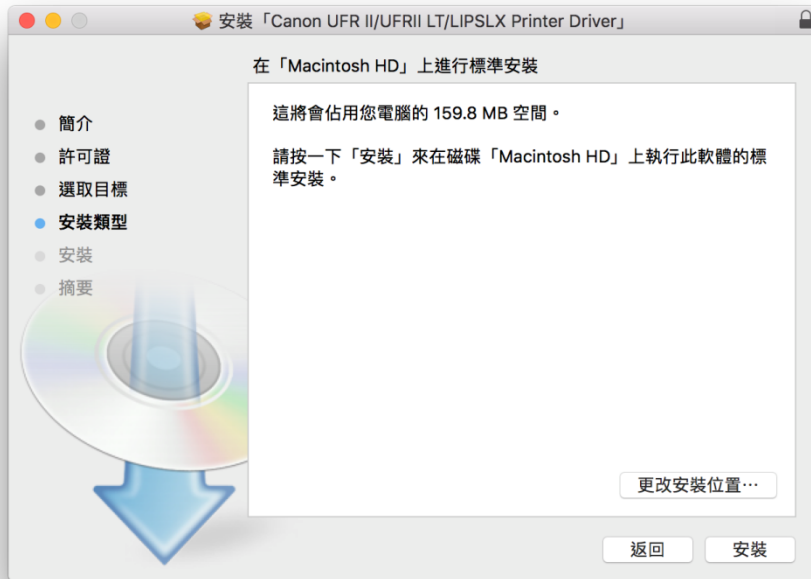 安裝「Canon UFR II/UFRII LT/LIPSLX Printer Driver」
在「Macintosh HD」上進行標準安裝
簡介
許可證
選取目標
安裝類型
安裝
摘要
這將會佔用您電腦的 159.8 MB 空間。
請按一下「安裝」來在磁碟「Macintosh HD」上執行此軟體的標
準安裝。
更改安裝位置⋯
返回
安裝